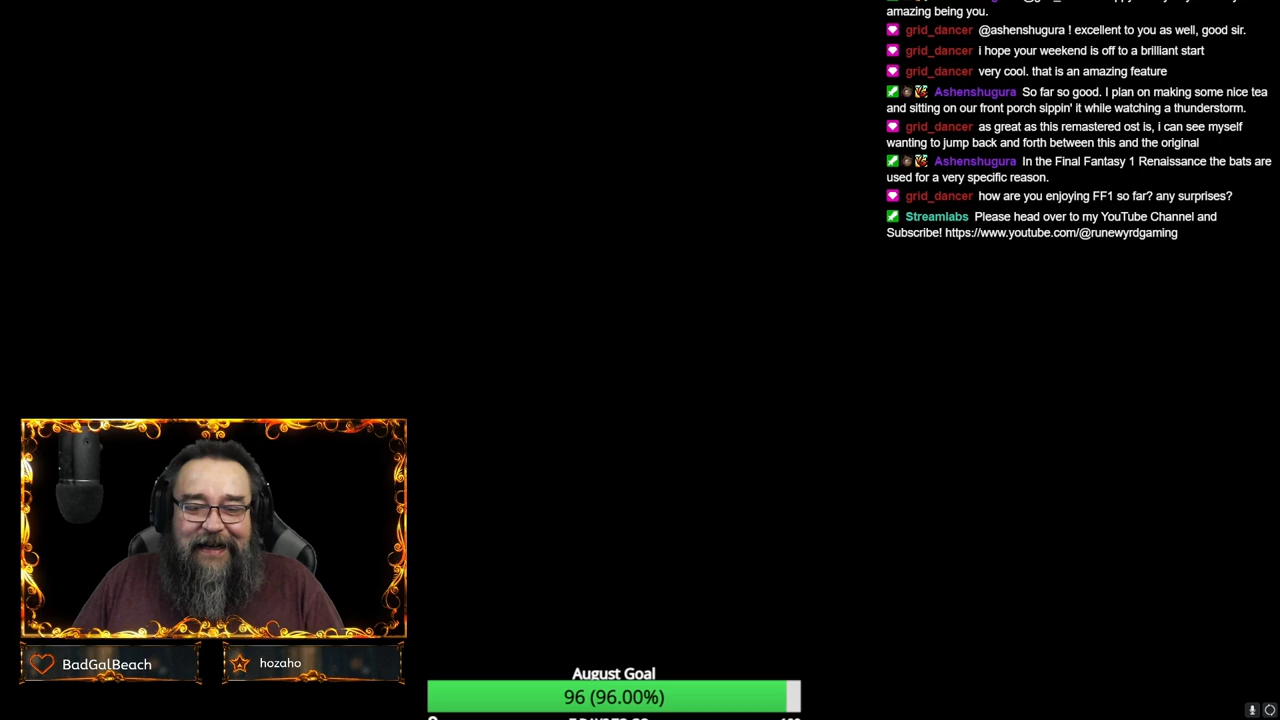 amazing being you.
grid_dancer @ashenshugura ! excellent to you as well, good sir.
grid_dancer i hope your weekend is off to a brilliant start
grid_dancer very cool. that is an amazing feature
Ashenshugura So far so good. I plan on making some nice tea
and sitting on our front porch sippin' it while watching a thunderstorm.
grid_dancer as great as this remastered ost is, i can see myself
wanting to jump back and forth between this and the original
Ashenshugura In the Final Fantasy 1 Renaissance the bats are
used for a very specific reason.
grid_dancer how are you enjoying FF1 so far? any surprises?
Streamlabs Please head over to my YouTube Channel and
Subscribe! https://www.youtube.com/@runewyrdgaming
BadGalBeach
hozaho
August Goal
96 (96.00%)